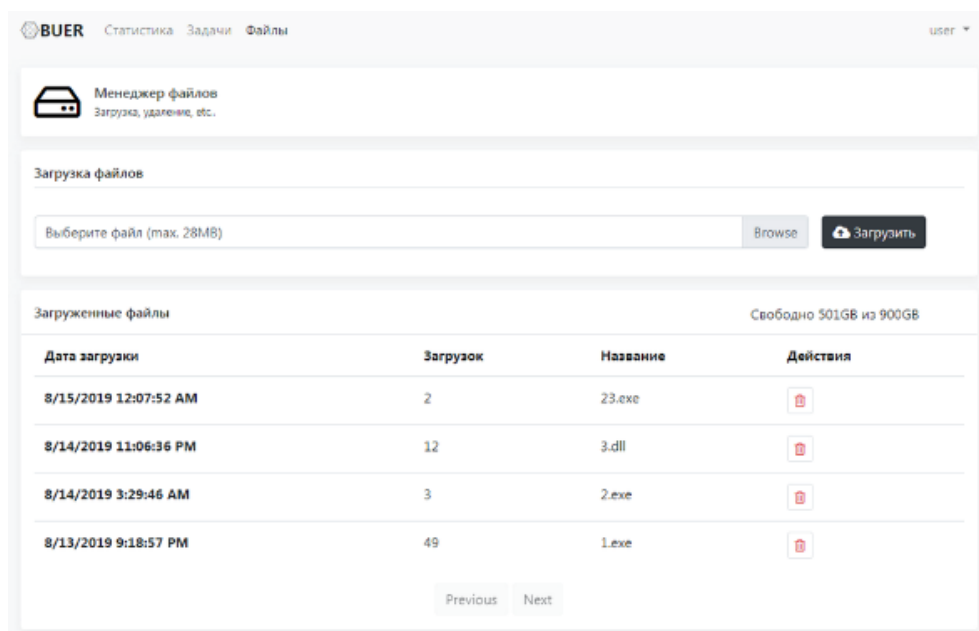 BUER Статистика Задачи Файлы user
Менеджер файлов
Загрузка, удаление, etc..
Загрузка файлов
Выберите файл (max. 28MB) Browse Загрузить
Загруженные файлы Свободно 501GB из 900GB
Дата загрузки Загрузок Название Действия
8/15/2019 12:07:52 AM 2 23.exe
8/14/2019 11:06:36 PM 12 3.dll
8/14/2019 3:29:46 AM 3 2.exe
8/13/2019 9:18:57 PM 49 1.exe
Previous Next